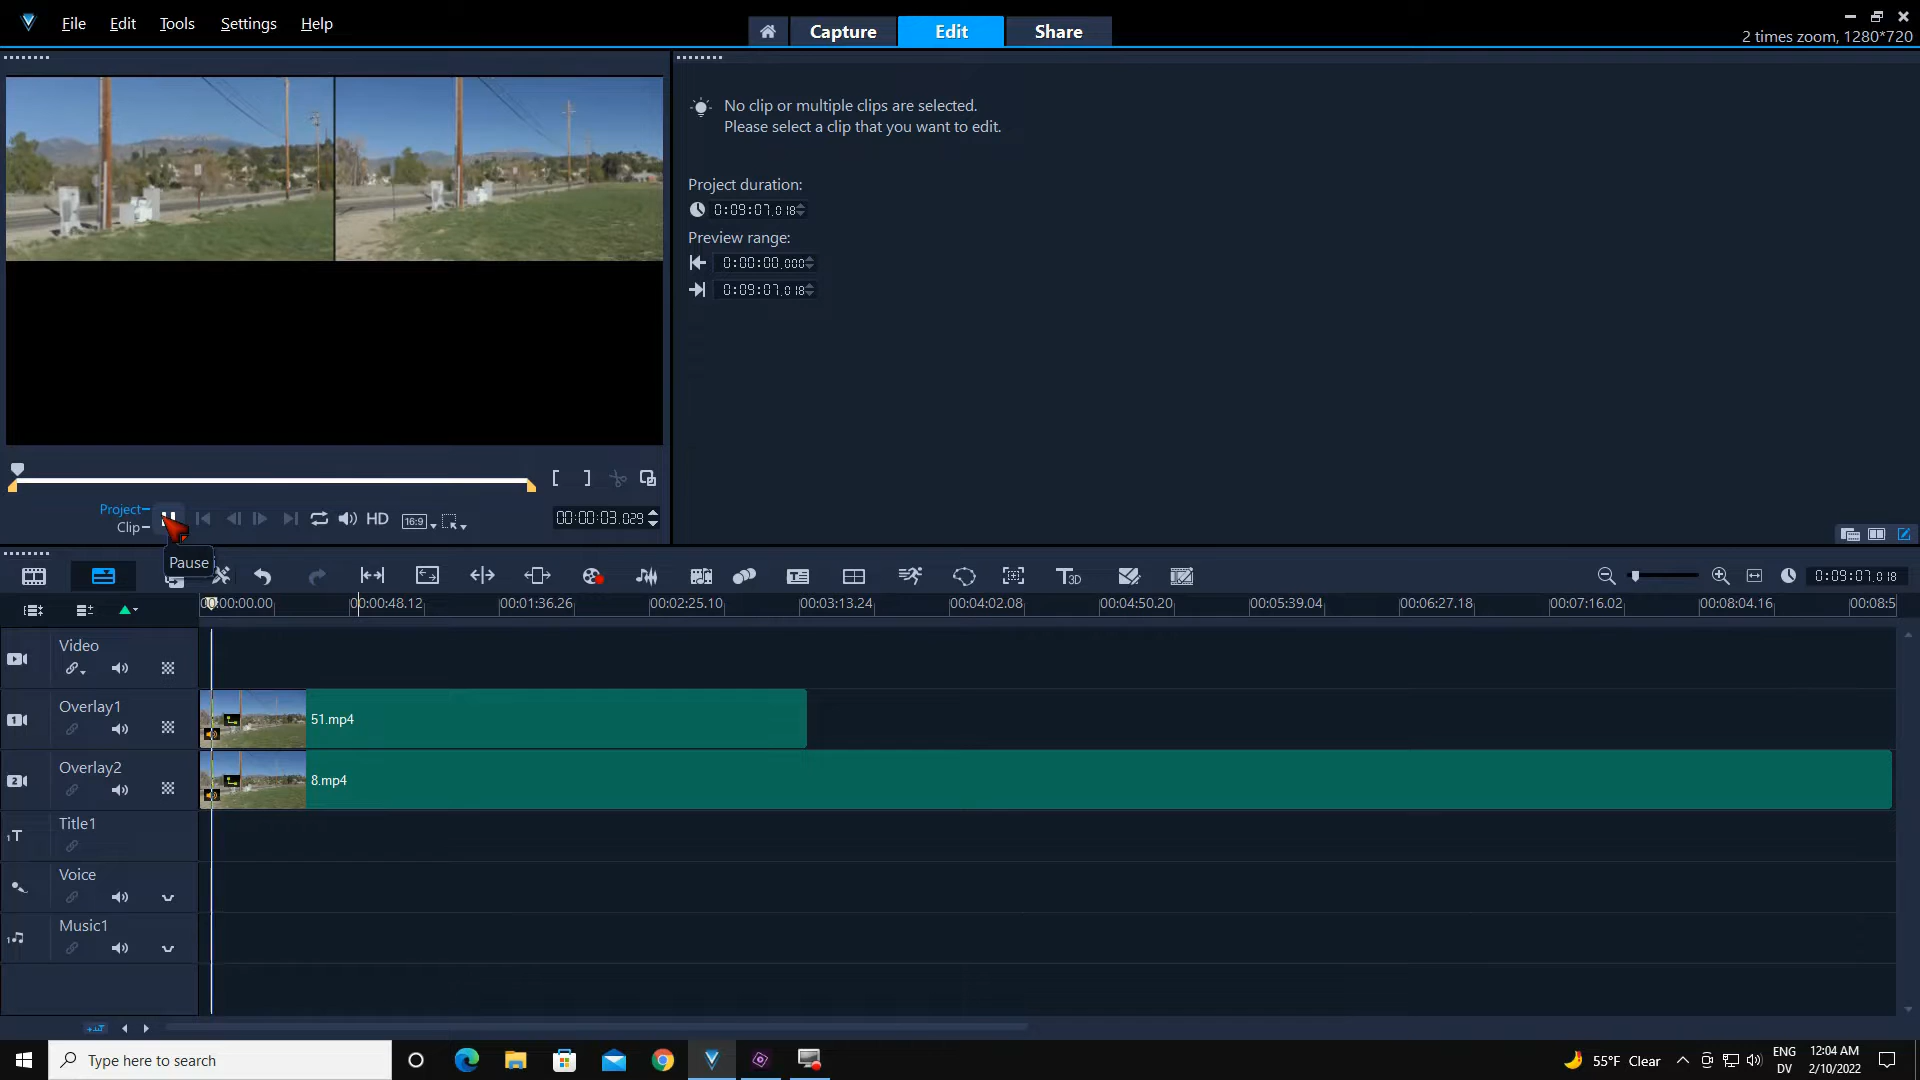 File Edit Tools Settings Help
Capture Edit Share
2 times zoom, 1280*720
No clip or multiple clips are selected.
Please select a clip that you want to edit.
Project duration:
0:09:07.018
Preview range:
0:00:00.000
0:09:07.018
Project
Clip
HD 16:9
00:00:03.029
Pause
T3D
0:09:07.018
00:00:00.00 00:00:48.12 00:01:36.26 00:02:25.10 00:03:13.24 00:04:02.08 00:04:50.20 00:05:39.04 00:06:27.18 00:07:16.02 00:08:04.16 00:08:5
Video
Overlay1
51.mp4
Overlay2
8.mp4
Title1
Voice
Music1
Type here to search
55°F Clear
ENG
DV
12:04 AM
2/10/2022